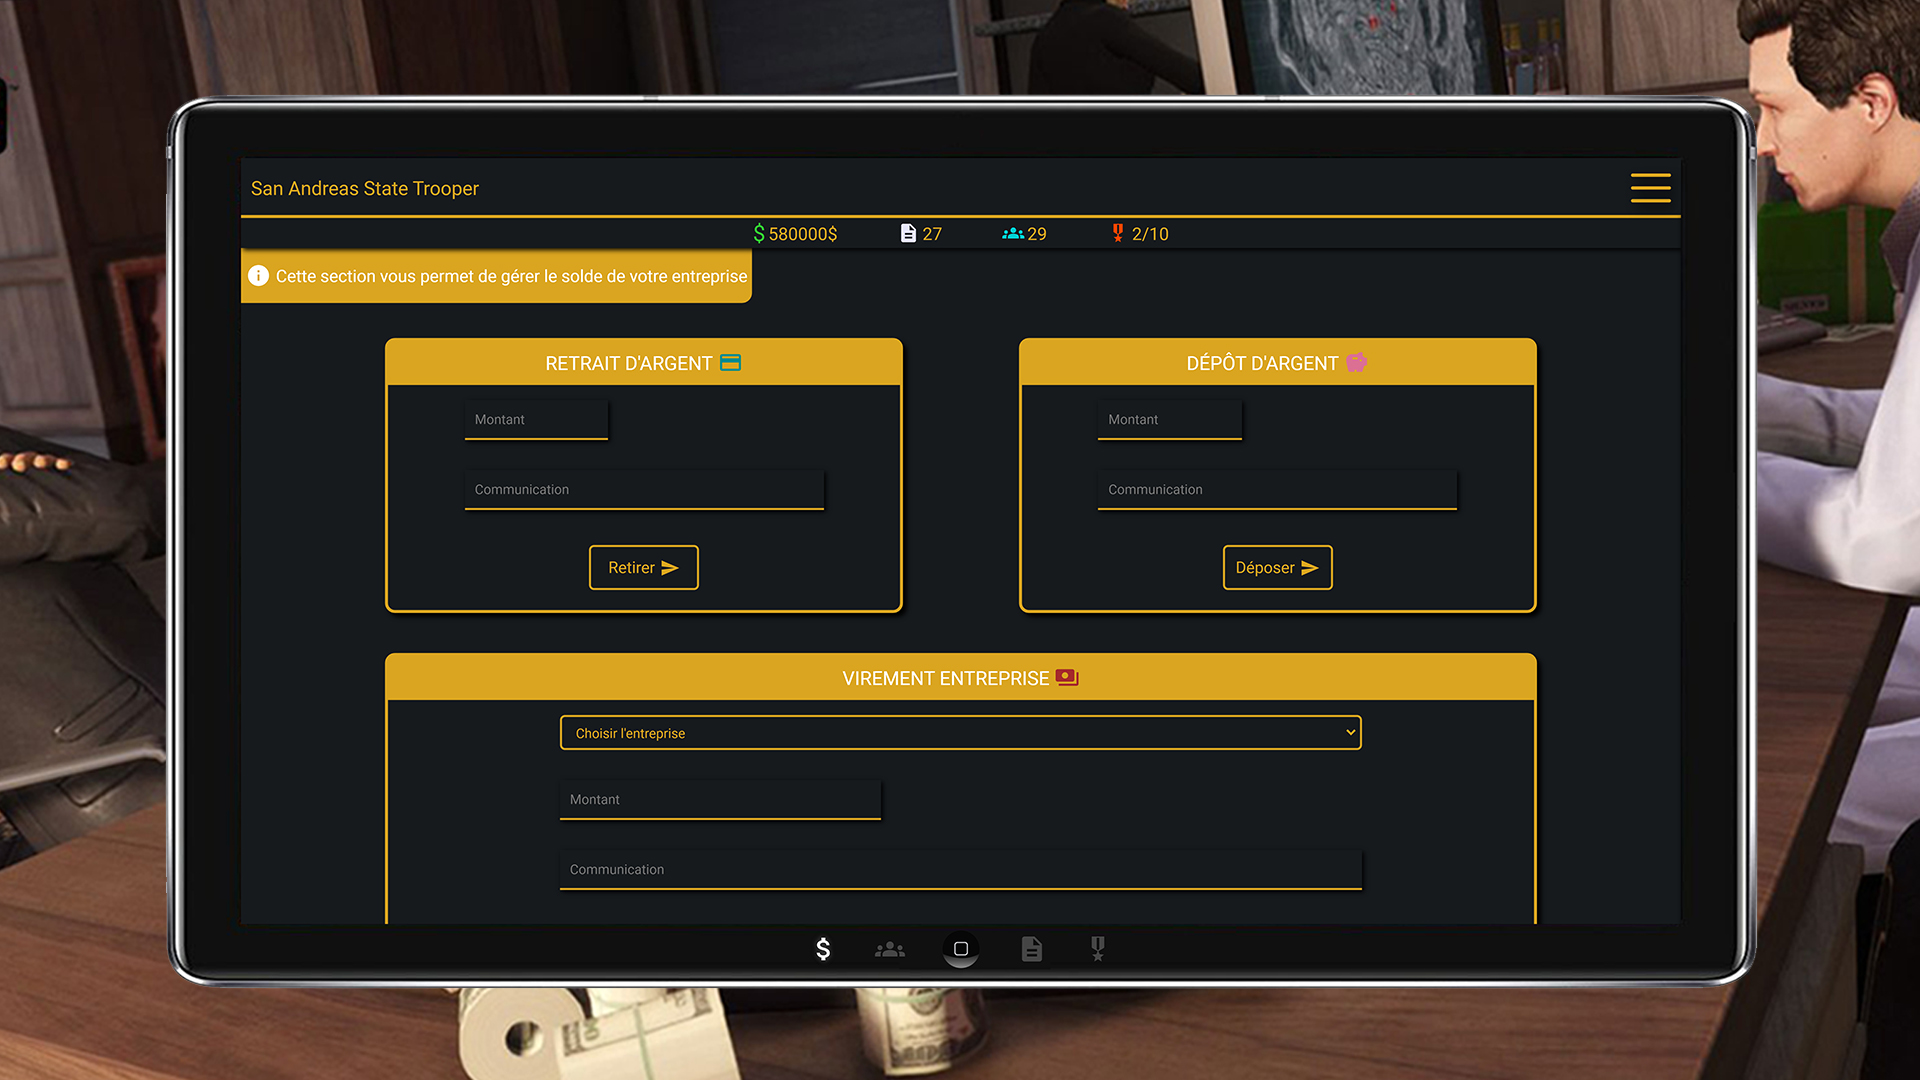 San Andreas State Trooper
$ 580000$ 27 29 2/10
Cette section vous permet de gérer le solde de votre entreprise
RETRAIT D'ARGENT
Montant
Communication
Retirer
DÉPÔT D'ARGENT
Montant
Communication
Déposer
VIREMENT ENTREPRISE
Choisir l'entreprise
Montant
Communication
$